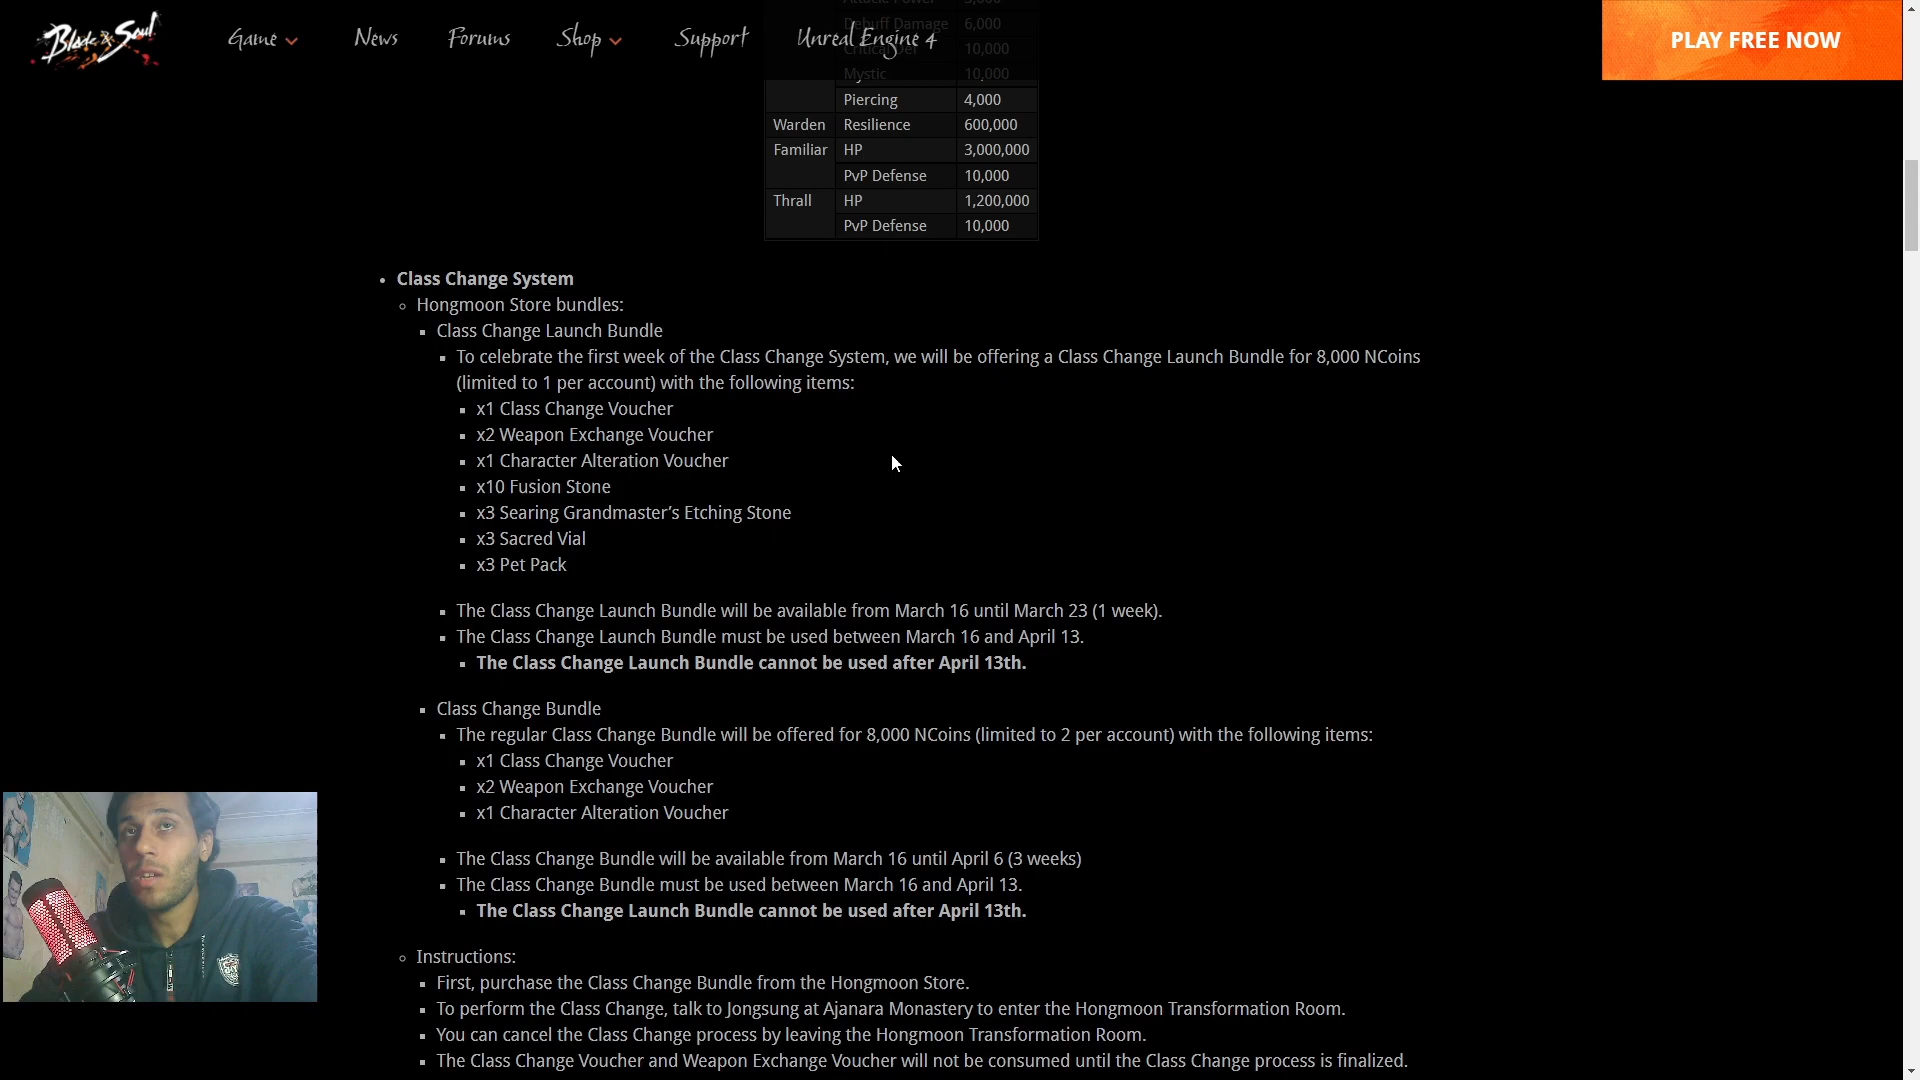 Blade & Soul
Game
News
Forums
Shop
Support
Unreal Engine 4
PLAY FREE NOW
Debuff Damage 6,000
Critical Def 10,000
Mystic 10,000
Piercing 4,000
Warden Resilience 600,000
Familiar HP 3,000,000
PvP Defense 10,000
Thrall HP 1,200,000
PvP Defense 10,000
Class Change System
Hongmoon Store bundles:
Class Change Launch Bundle
To celebrate the first week of the Class Change System, we will be offering a Class Change Launch Bundle for 8,000 NCoins
(limited to 1 per account) with the following items:
x1 Class Change Voucher
x2 Weapon Exchange Voucher
x1 Character Alteration Voucher
x10 Fusion Stone
x3 Searing Grandmaster’s Etching Stone
x3 Sacred Vial
x3 Pet Pack
The Class Change Launch Bundle will be available from March 16 until March 23 (1 week).
The Class Change Launch Bundle must be used between March 16 and April 13.
The Class Change Launch Bundle cannot be used after April 13th.
Class Change Bundle
The regular Class Change Bundle will be offered for 8,000 NCoins (limited to 2 per account) with the following items:
x1 Class Change Voucher
x2 Weapon Exchange Voucher
x1 Character Alteration Voucher
The Class Change Bundle will be available from March 16 until April 6 (3 weeks)
The Class Change Bundle must be used between March 16 and April 13.
The Class Change Launch Bundle cannot be used after April 13th.
Instructions:
First, purchase the Class Change Bundle from the Hongmoon Store.
To perform the Class Change, talk to Jongsung at Ajanara Monastery to enter the Hongmoon Transformation Room.
You can cancel the Class Change process by leaving the Hongmoon Transformation Room.
The Class Change Voucher and Weapon Exchange Voucher will not be consumed until the Class Change process is finalized.